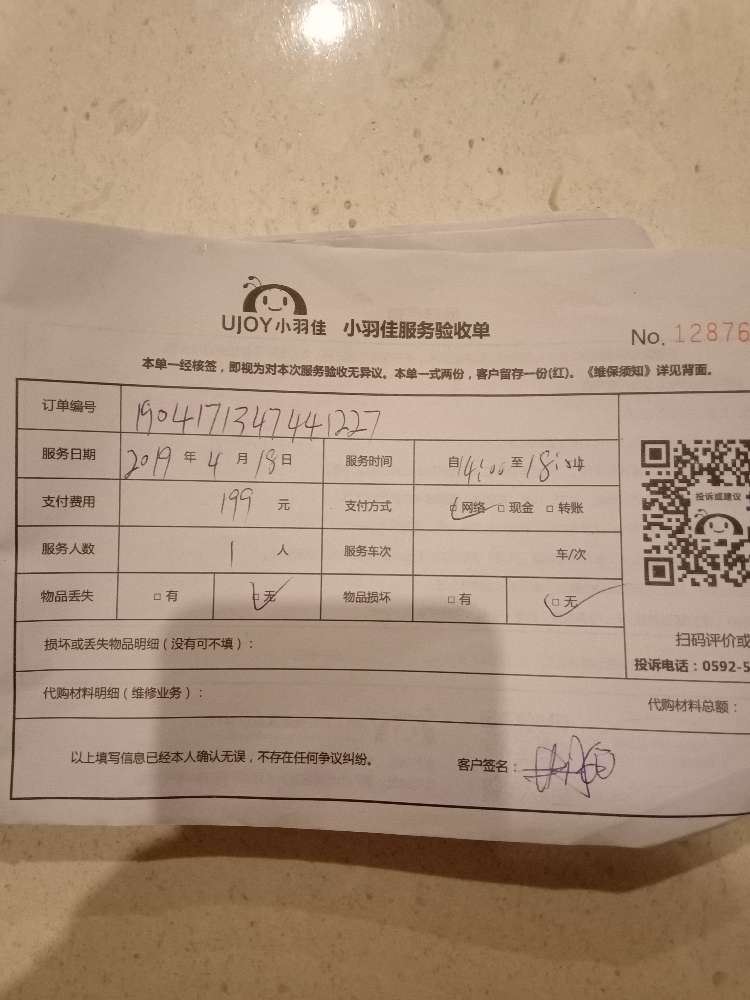 UJOY小羽佳 小羽佳服务验收单
No. 12876
本单一经核签，即视为对本次服务验收无异议。本单一式两份，客户留存一份(红)。《维保须知》详见背面。
订单编号 1904171347441227
服务日期 2019 年 4 月 18 日 服务时间 自14:00 至 18:00
投诉或建议
支付费用 199 元 支付方式 □ 网络 □ 现金 □ 转账
服务人数 1 人 服务车次 车/次
物品丢失 □ 有 □ 无 物品损坏 □ 有 □ 无
扫码评价或
损坏或丢失物品明细（没有可不填）：
投诉电话：0592-5
代购材料明细（维修业务）： 代购材料总额：
以上填写信息已经本人确认无误，不存在任何争议纠纷。 客户签名：